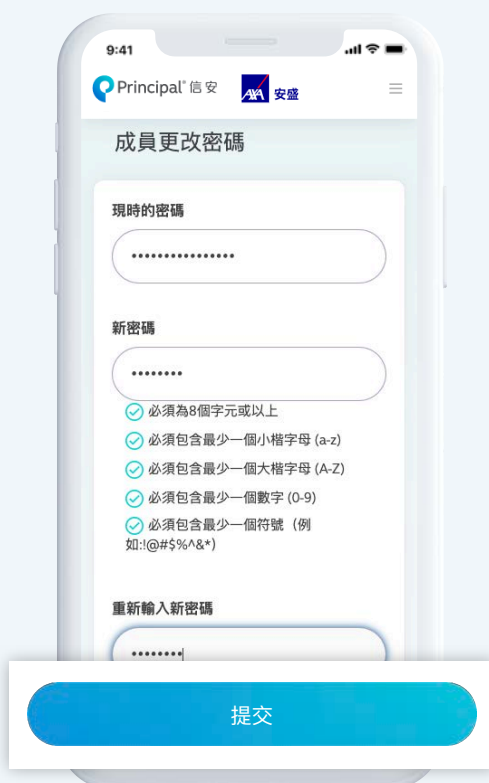 9:41
Principal® 信安 AXA 安盛
成員更改密碼
現時的密碼
••••••••••••••••
新密碼
••••••••
必須為8個字元或以上
必須包含最少一個小楷字母 (a-z)
必須包含最少一個大楷字母 (A-Z)
必須包含最少一個數字 (0-9)
必須包含最少一個符號（例
如:!@#$%^&*)
重新輸入新密碼
••••••••
提交